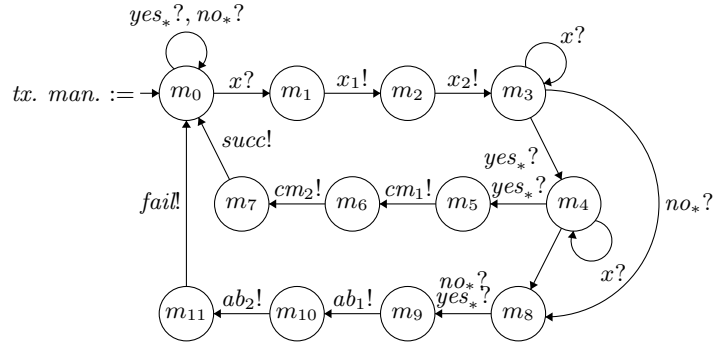 yes∗?, no∗?
x?
tx. man. := m0 x? m1 x1! m2 x2! m3
succ!
yes∗?
fail! m7 cm2! m6 cm1! m5 yes∗? m4 no∗?
x?
no∗?
m11 ab2! m10 ab1! m9 yes∗? m8